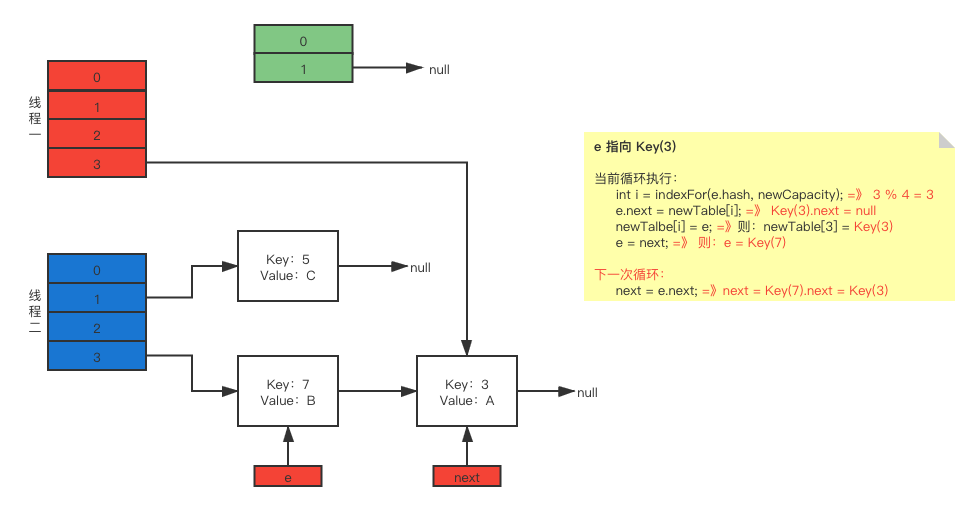 0
1
null
线程一
0
1
2
3
线程二
0
1
2
3
Key：5
Value：C
null
Key：7
Value：B
Key：3
Value：A
null
e
next
e 指向 Key(3)
当前循环执行：
int i = indexFor(e.hash, newCapacity); =》 3 % 4 = 3
e.next = newTable[i]; =》 Key(3).next = null
newTalbe[i] = e; =》则：newTable[3] = Key(3)
e = next; =》 则：e = Key(7)
下一次循环：
next = e.next; =》next = Key(7).next = Key(3)